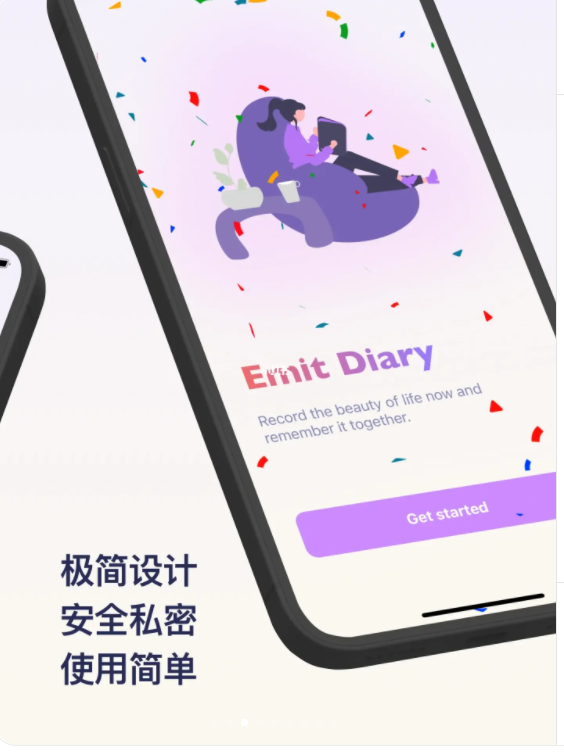 Emit Diary
Record the beauty of life now and
remember it together.
Get started
极简设计
安全私密
使用简单